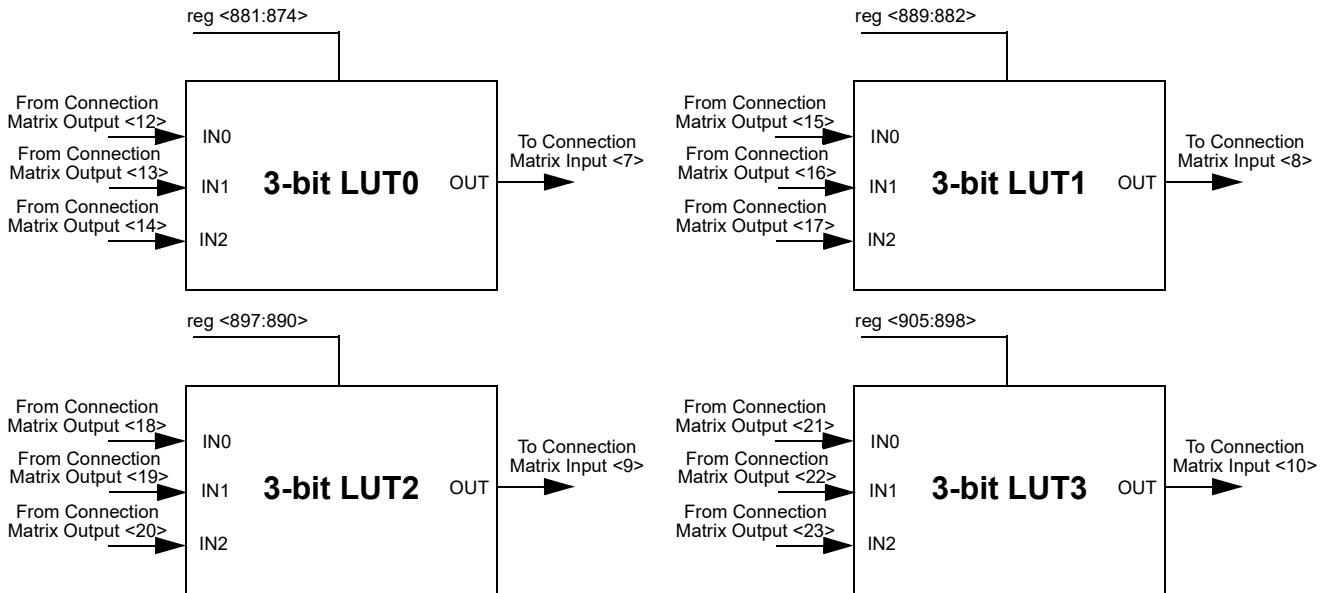 reg <881:874>
From Connection
Matrix Output <12>
IN0
From Connection
Matrix Output <13>
IN1
From Connection
Matrix Output <14>
IN2
3-bit LUT0
OUT
To Connection
Matrix Input <7>
reg <889:882>
From Connection
Matrix Output <15>
IN0
From Connection
Matrix Output <16>
IN1
From Connection
Matrix Output <17>
IN2
3-bit LUT1
OUT
To Connection
Matrix Input <8>
reg <897:890>
From Connection
Matrix Output <18>
IN0
From Connection
Matrix Output <19>
IN1
From Connection
Matrix Output <20>
IN2
3-bit LUT2
OUT
To Connection
Matrix Input <9>
reg <905:898>
From Connection
Matrix Output <21>
IN0
From Connection
Matrix Output <22>
IN1
From Connection
Matrix Output <23>
IN2
3-bit LUT3
OUT
To Connection
Matrix Input <10>